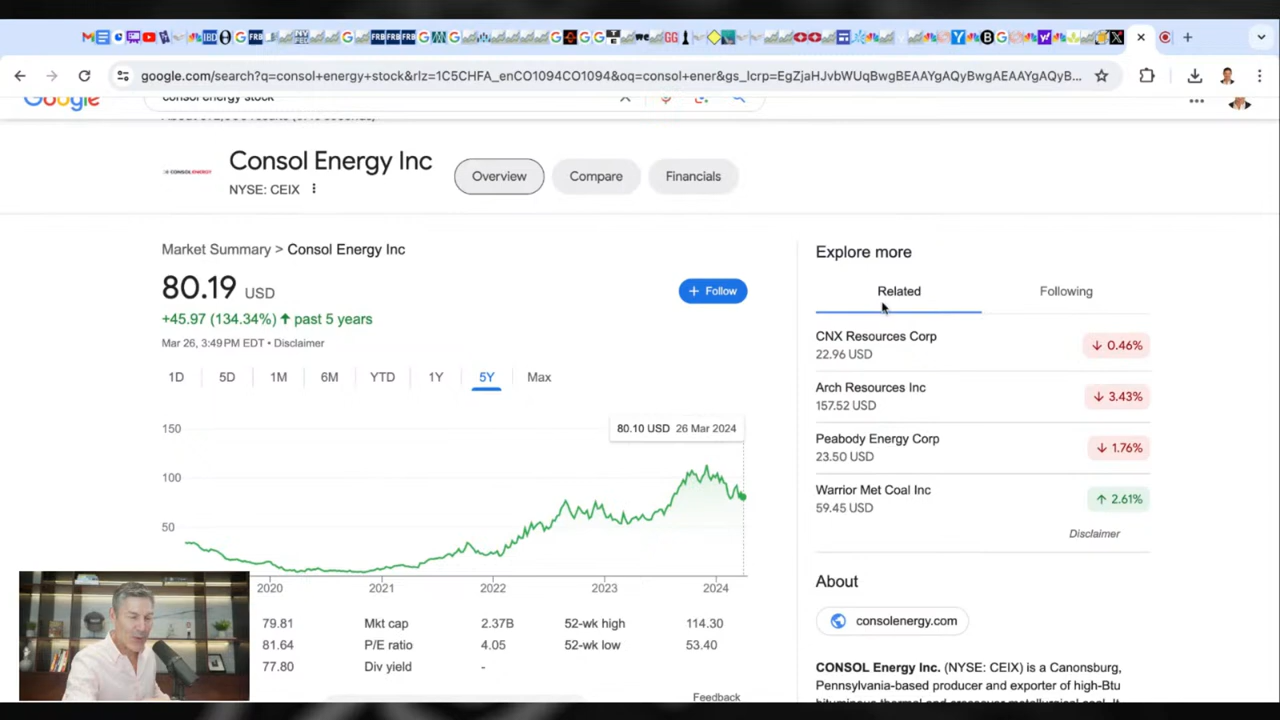 google.com/search?q=consol+energy+stock&rlz=1C5CHFA_enCO1094CO1094&oq=consol+ener&gs_lcrp=EgZjaHJvbWUqBwgBEAAYgAQyBwgAEAAYgAQyB...
Google
consol energy stock
CONSOLENERGY
Consol Energy Inc
NYSE: CEIX
Overview
Compare
Financials
Market Summary > Consol Energy Inc
80.19 USD
+ Follow
+45.97 (134.34%) ↑ past 5 years
Mar 26, 3:49 PM EDT • Disclaimer
1D 5D 1M 6M YTD 1Y 5Y Max
80.10 USD 26 Mar 2024
150
100
50
2020 2021 2022 2023 2024
79.81 Mkt cap 2.37B 52-wk high 114.30
81.64 P/E ratio 4.05 52-wk low 53.40
77.80 Div yield -
Feedback
Explore more
Related
Following
CNX Resources Corp
22.96 USD
↓ 0.46%
Arch Resources Inc
157.52 USD
↓ 3.43%
Peabody Energy Corp
23.50 USD
↓ 1.76%
Warrior Met Coal Inc
59.45 USD
↑ 2.61%
Disclaimer
About
consolenergy.com
CONSOL Energy Inc. (NYSE: CEIX) is a Canonsburg,
Pennsylvania-based producer and exporter of high-Btu